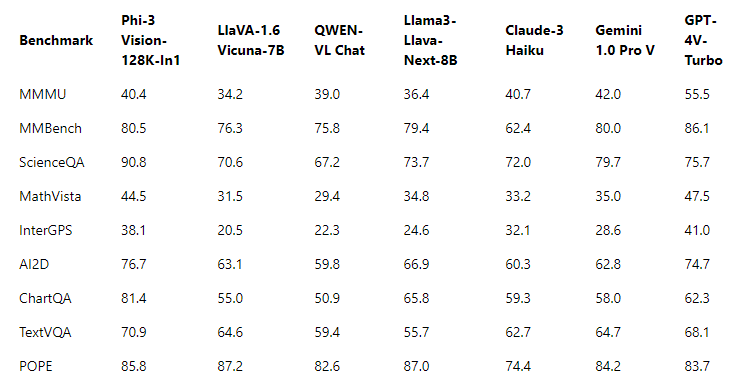 Benchmark Phi-3 Vision-128K-In1 LlaVA-1.6 Vicuna-7B QWEN-VL Chat Llama3-Llava-Next-8B Claude-3 Haiku Gemini 1.0 Pro V GPT-4V-Turbo
MMMU 40.4 34.2 39.0 36.4 40.7 42.0 55.5
MMBench 80.5 76.3 75.8 79.4 62.4 80.0 86.1
ScienceQA 90.8 70.6 67.2 73.7 72.0 79.7 75.7
MathVista 44.5 31.5 29.4 34.8 33.2 35.0 47.5
InterGPS 38.1 20.5 22.3 24.6 32.1 28.6 41.0
AI2D 76.7 63.1 59.8 66.9 60.3 62.8 74.7
ChartQA 81.4 55.0 50.9 65.8 59.3 58.0 62.3
TextVQA 70.9 64.6 59.4 55.7 62.7 64.7 68.1
POPE 85.8 87.2 82.6 87.0 74.4 84.2 83.7